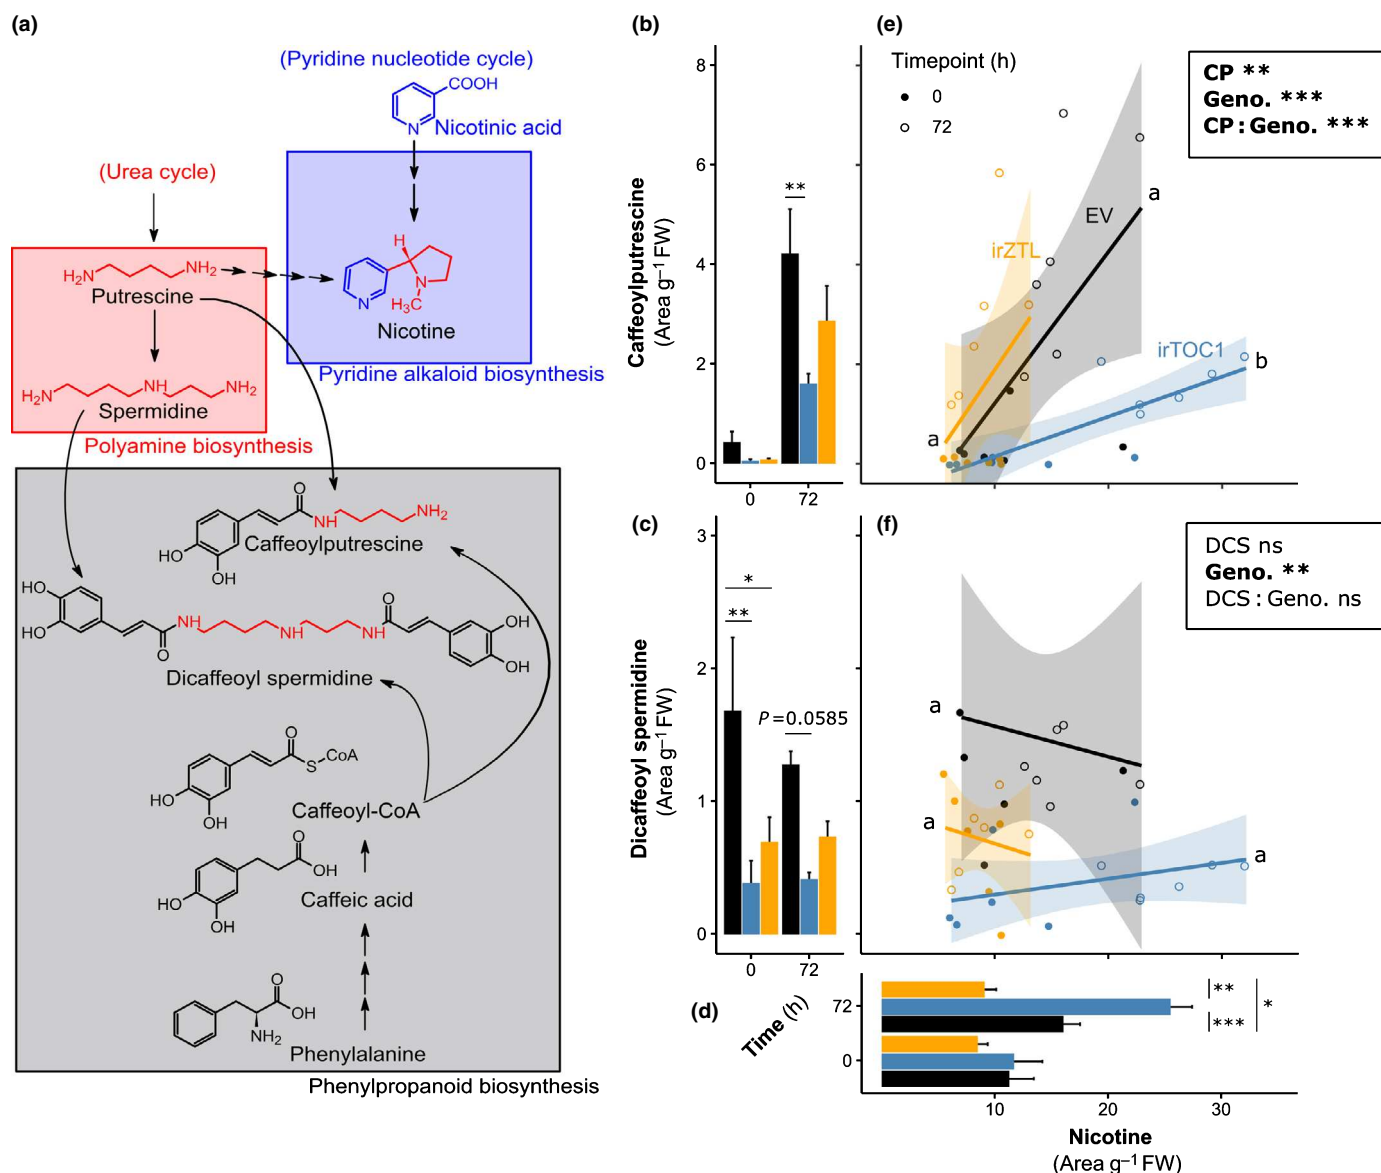 (a)
(Pyridine nucleotide cycle)
COOH
N
Nicotinic acid
(Urea cycle)
H₂N
NH₂
Putrescine
H
N
N
H₃C
CH₃
Nicotine
Pyridine alkaloid biosynthesis
H₂N
NH
NH₂
Spermidine
Polyamine biosynthesis
O
NH
NH₂
HO
OH
Caffeoylputrescine
HO
HO
O
NH
NH
NH
O
OH
OH
Dicaffeoyl spermidine
O
S
CoA
HO
OH
Caffeoyl-CoA
O
OH
HO
OH
Caffeic acid
O
OH
NH₂
Phenylalanine
Phenylpropanoid biosynthesis
(b)
Caffeoylputrescine
(Area g⁻¹ FW)
8
6
4
2
0
**
0
72
(c)
Dicaffeoyl spermidine
(Area g⁻¹ FW)
3
2
1
0
*
**
P = 0.0585
0
72
(d)
Time (h)
72
0
**
*
***
10
20
30
Nicotine
(Area g⁻¹ FW)
(e)
Timepoint (h)
0
72
CP **
Geno. ***
CP : Geno. ***
irZTL
EV
irTOC1
a
a
b
(f)
DCS ns
Geno. **
DCS : Geno. ns
a
a
a